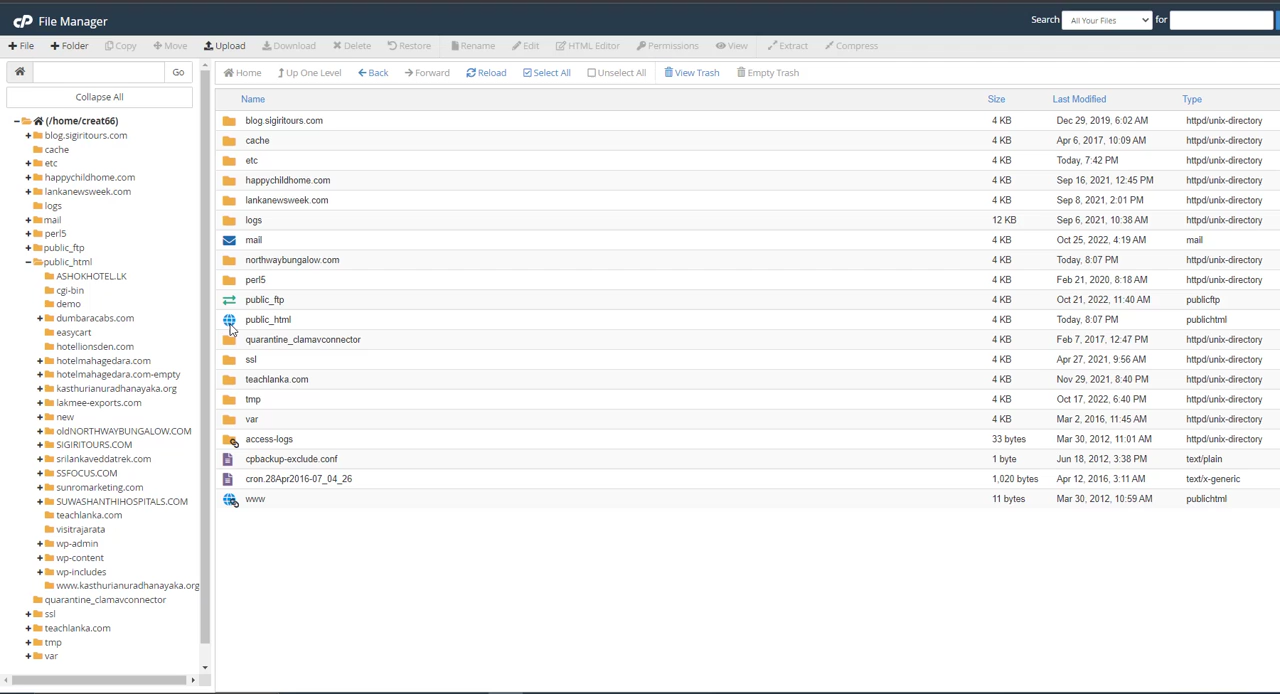 cP File Manager
Search All Your Files for
+ File + Folder Copy Move Upload Download Delete Restore Rename Edit HTML Editor Permissions View Extract Compress
Go Home Up One Level Back Forward Reload Select All Unselect All View Trash Empty Trash
Collapse All
Name Size Last Modified Type
(/home/creat66)
blog.sigiritours.com
cache
etc
happychildhome.com
lankanewsweek.com
logs
mail
perl5
public_ftp
public_html
ASHOKHOTEL.LK
cgi-bin
demo
dumbaracabs.com
easycart
hotellionsden.com
hotelmahagedara.com
hotelmahagedara.com-empty
kasthurianuradhanayaka.org
lakmee-exports.com
new
oldNORTHWAYBUNGALOW.COM
SIGIRITOURS.COM
srilankaveddatrek.com
SSFOCUS.COM
sunromarketing.com
SUWASHANTHIHOSPITALS.COM
teachlanka.com
visitrajarata
wp-admin
wp-content
wp-includes
www.kasthurianuradhanayaka.org
quarantine_clamavconnector
ssl
teachlanka.com
tmp
var
blog.sigiritours.com 4 KB Dec 29, 2019, 6:02 AM httpd/unix-directory
cache 4 KB Apr 6, 2017, 10:09 AM httpd/unix-directory
etc 4 KB Today, 7:42 PM httpd/unix-directory
happychildhome.com 4 KB Sep 16, 2021, 12:45 PM httpd/unix-directory
lankanewsweek.com 4 KB Sep 8, 2021, 2:01 PM httpd/unix-directory
logs 12 KB Sep 6, 2021, 10:38 AM httpd/unix-directory
mail 4 KB Oct 25, 2022, 4:19 AM mail
northwaybungalow.com 4 KB Today, 8:07 PM httpd/unix-directory
perl5 4 KB Feb 21, 2020, 8:18 AM httpd/unix-directory
public_ftp 4 KB Oct 21, 2022, 11:40 AM publicftp
public_html 4 KB Today, 8:07 PM publichtml
quarantine_clamavconnector 4 KB Feb 7, 2017, 12:47 PM httpd/unix-directory
ssl 4 KB Apr 27, 2021, 9:56 AM httpd/unix-directory
teachlanka.com 4 KB Nov 29, 2021, 8:40 PM httpd/unix-directory
tmp 4 KB Oct 17, 2022, 6:40 PM httpd/unix-directory
var 4 KB Mar 2, 2016, 11:45 AM httpd/unix-directory
access-logs 33 bytes Mar 30, 2012, 11:01 AM httpd/unix-directory
cpbackup-exclude.conf 1 byte Jun 18, 2012, 3:38 PM text/plain
cron.28Apr2016-07_04_26 1,020 bytes Apr 12, 2016, 3:11 AM text/x-generic
www 11 bytes Mar 30, 2012, 10:59 AM publichtml